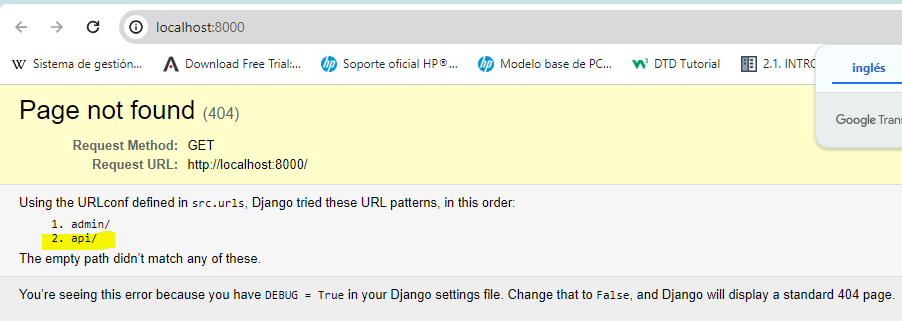 localhost:8000
Sistema de gestión... Download Free Trial:... Soporte oficial HP®... Modelo base de PC... DTD Tutorial 2.1. INTRO
inglés
Google Trans
Page not found (404)
Request Method: GET
Request URL: http://localhost:8000/
Using the URLconf defined in src.urls, Django tried these URL patterns, in this order:
1. admin/
2. api/
The empty path didn't match any of these.
You're seeing this error because you have DEBUG = True in your Django settings file. Change that to False, and Django will display a standard 404 page.